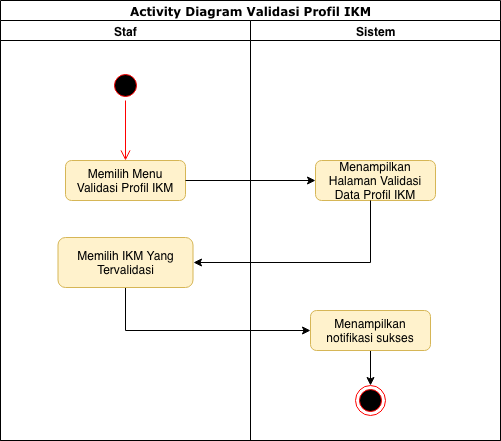 Activity Diagram Validasi Profil IKM
Staf
Sistem
Memilih Menu
Validasi Profil IKM
Menampilkan
Halaman Validasi
Data Profil IKM
Memilih IKM Yang
Tervalidasi
Menampilkan
notifikasi sukses